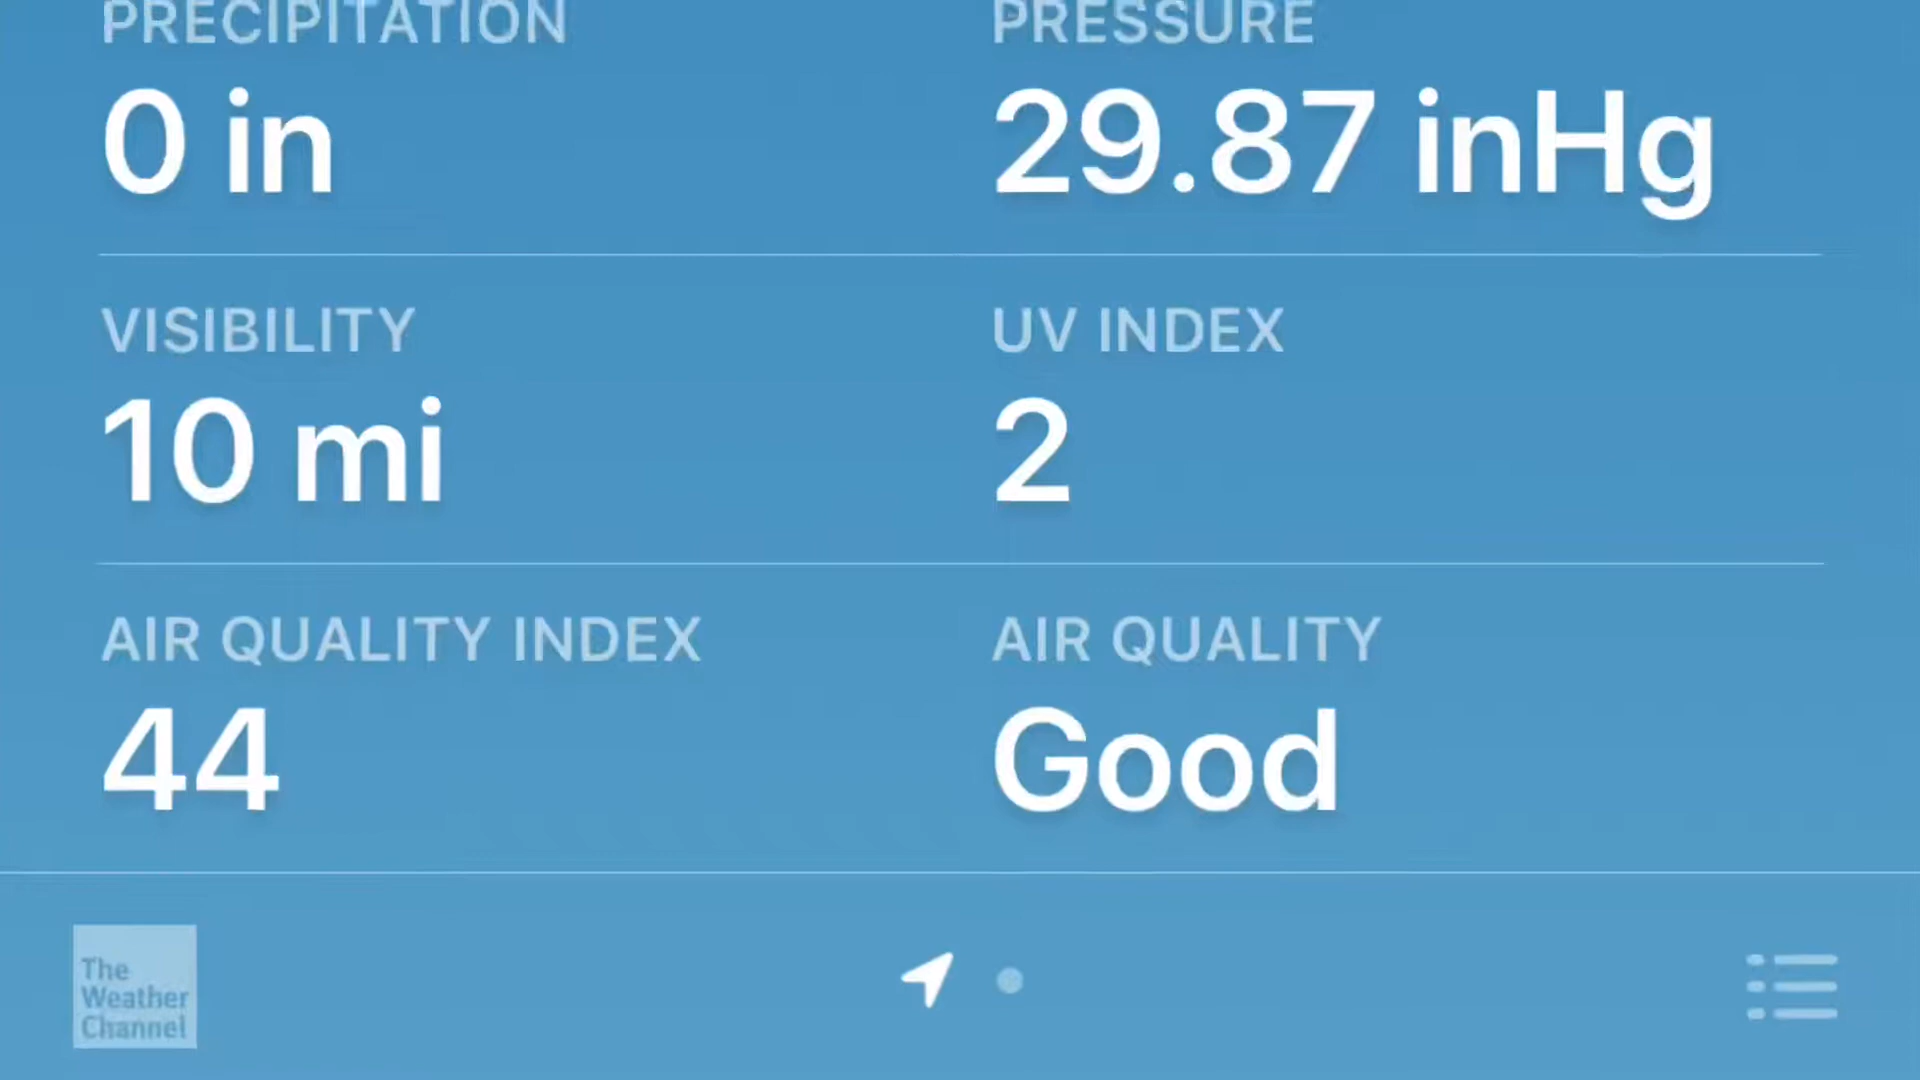 PRECIPITATION
PRESSURE
0 in
29.87 inHg
VISIBILITY
UV INDEX
10 mi
2
AIR QUALITY INDEX
AIR QUALITY
44
Good
The
Weather
Channel